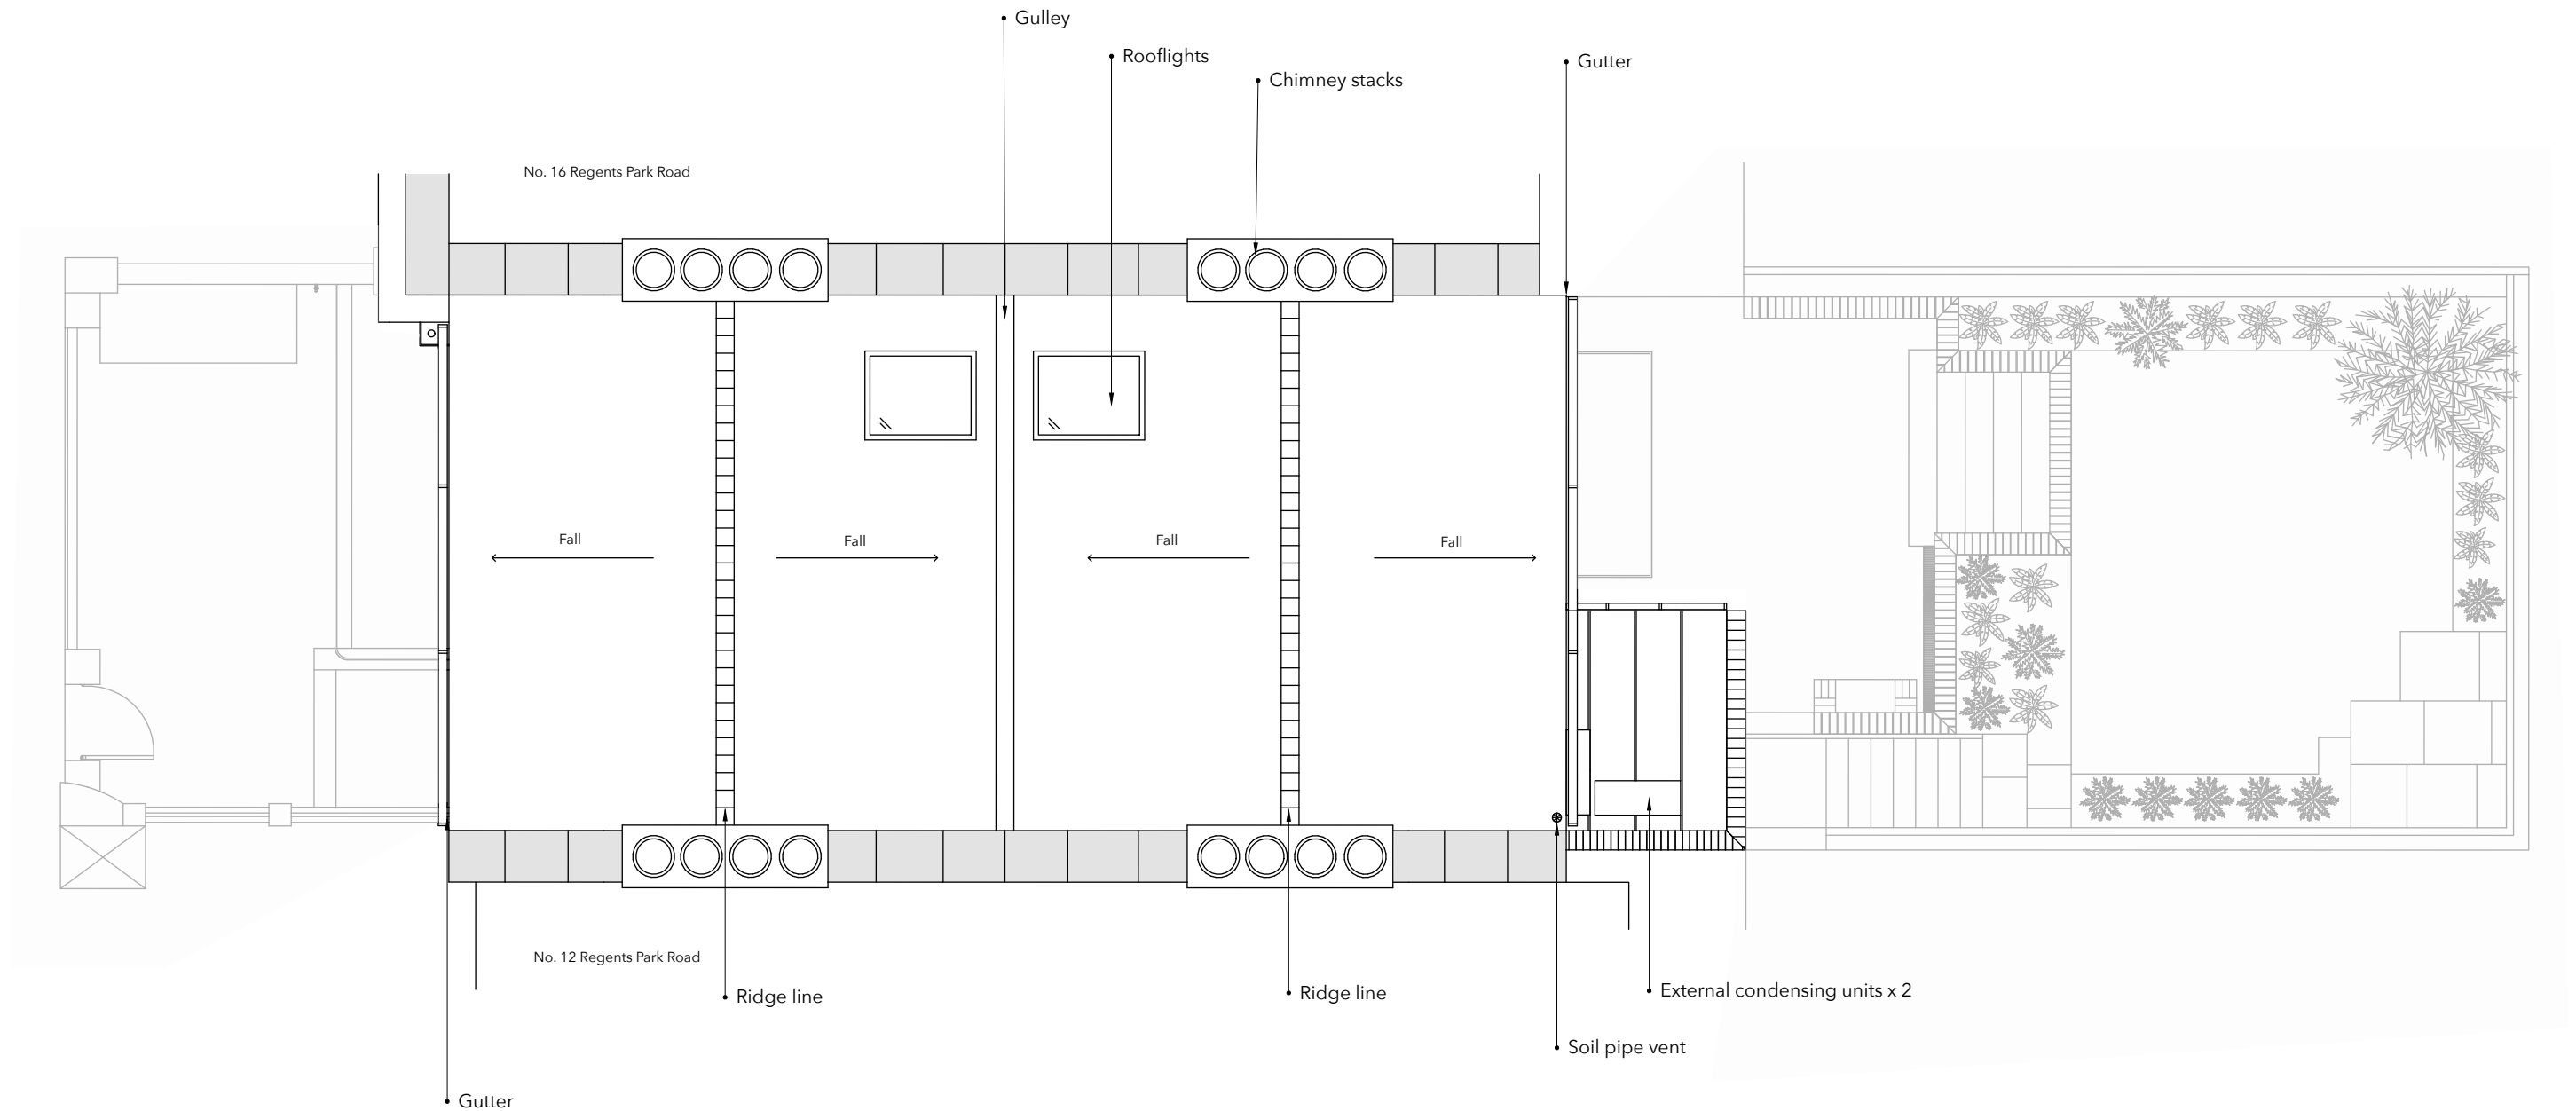 Gulley
Rooflights
Gutter
Chimney stacks
No. 16 Regents Park Road
Fall
Fall
Fall
Fall
No. 12 Regents Park Road
Ridge line
Ridge line
External condensing units x 2
Soil pipe vent
Gutter